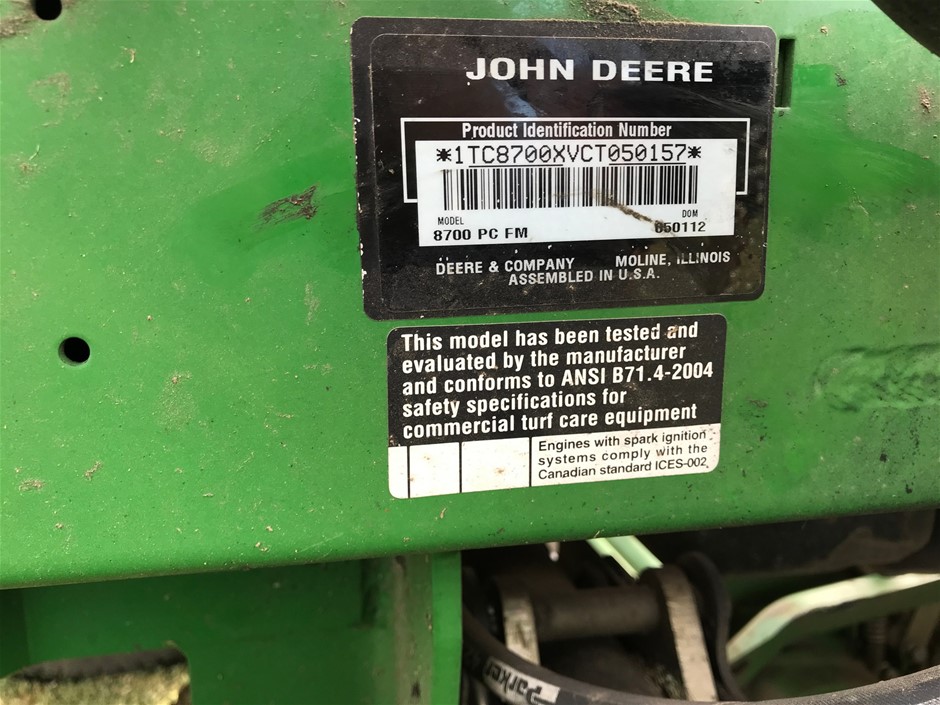 JOHN DEERE
Product Identification Number
*1TC8700XVCT050157*
MODEL
DOM
8700 PC FM
050112
DEERE & COMPANY MOLINE, ILLINOIS
ASSEMBLED IN U.S.A.
This model has been tested and
evaluated by the manufacturer
and conforms to ANSI B71.4-2004
safety specifications for
commercial turf care equipment
Engines with spark ignition
systems comply with the
Canadian standard ICES-002
Parker